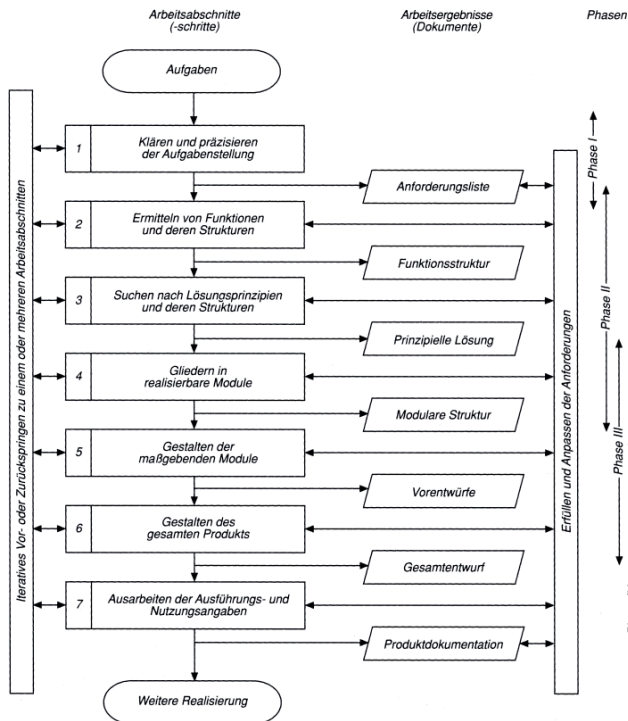 Arbeitsabschnitte
(-schritte)
Arbeitsergebnisse
(Dokumente)
Phasen
Aufgaben
1
Klären und präzisieren
der Aufgabenstellung
Anforderungsliste
2
Ermitteln von Funktionen
und deren Strukturen
Funktionsstruktur
3
Suchen nach Lösungsprinzipien
und deren Strukturen
Prinzipielle Lösung
4
Gliedern in
realisierbare Module
Modulare Struktur
5
Gestalten der
maßgebenden Module
Vorentwürfe
6
Gestalten des
gesamten Produkts
Gesamtentwurf
7
Ausarbeiten der Ausführungs- und
Nutzungsangaben
Produktdokumentation
Weitere Realisierung
Iteratives Vor- oder Zurückspringen zu einem oder mehreren Arbeitsabschnitten
Erfüllen und Anpassen der Anforderungen
Phase I
Phase II
Phase III